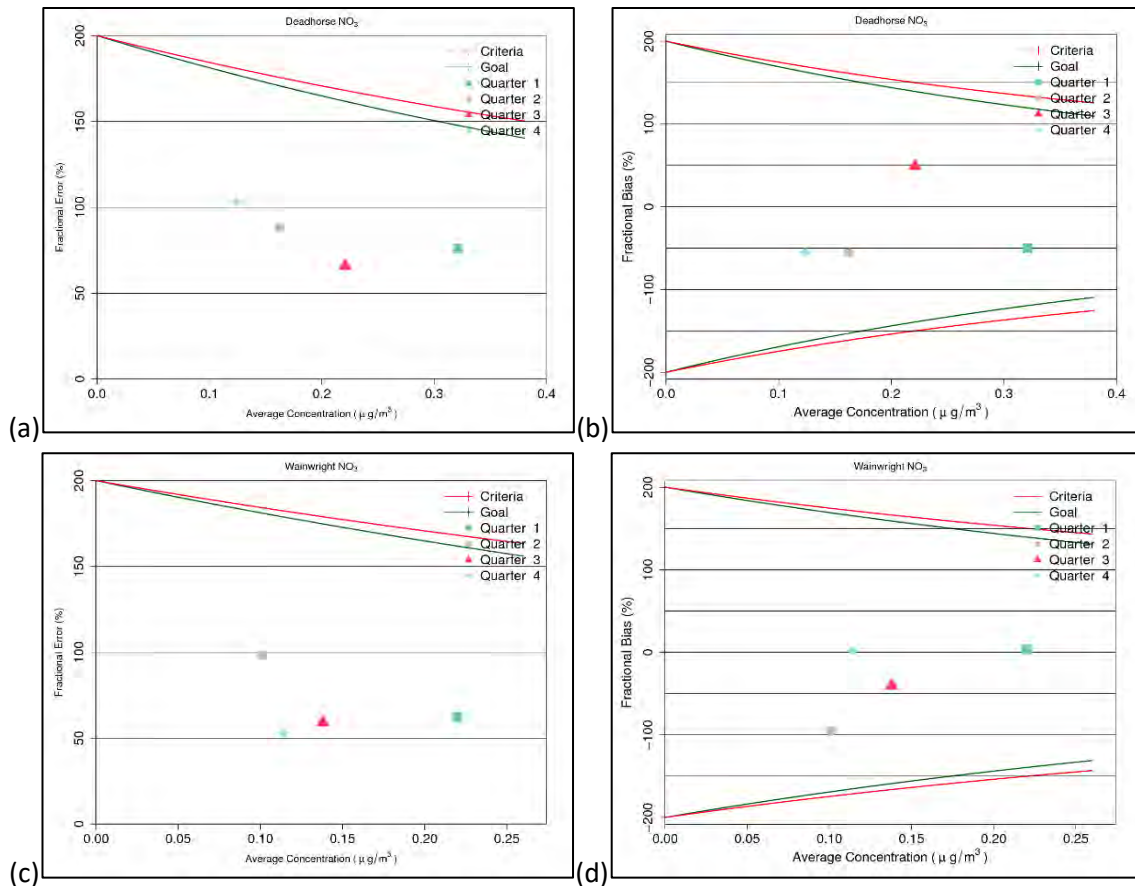 Deadhorse NO3
Fractional Error (%)
200
150
100
50
0
Criteria
Goal
Quarter 1
Quarter 2
Quarter 3
Quarter 4
0.0 0.1 0.2 0.3 0.4
Average Concentration ( μ g/m3 )
(a)
Deadhorse NO3
Fractional Bias (%)
200
100
0
−100
−200
Criteria
Goal
Quarter 1
Quarter 2
Quarter 3
Quarter 4
0.0 0.1 0.2 0.3 0.4
Average Concentration ( μ g/m3 )
(b)
Wainwright NO3
Fractional Error (%)
200
150
100
50
0
Criteria
Goal
Quarter 1
Quarter 2
Quarter 3
Quarter 4
0.00 0.05 0.10 0.15 0.20 0.25
Average Concentration ( μ g/m3 )
(c)
Wainwright NO3
Fractional Bias (%)
200
100
0
−100
−200
Criteria
Goal
Quarter 1
Quarter 2
Quarter 3
Quarter 4
0.00 0.05 0.10 0.15 0.20 0.25
Average Concentration ( μ g/m3 )
(d)